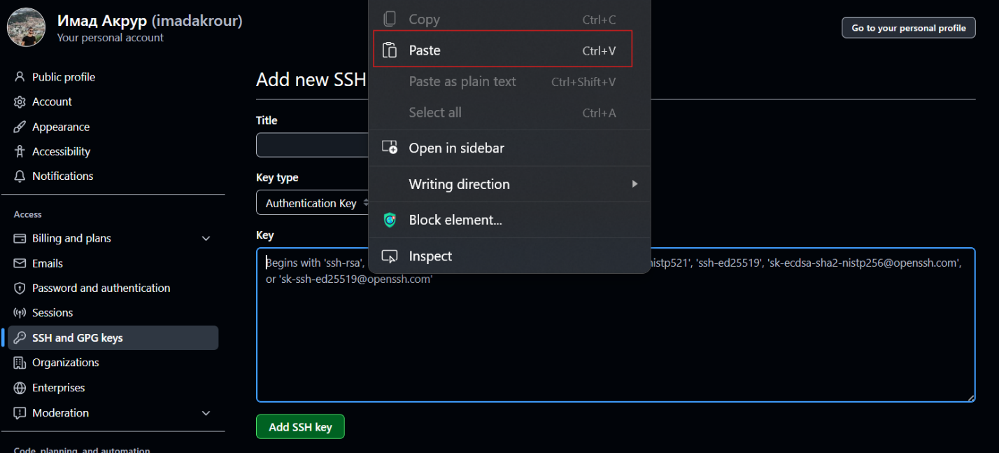 Имад Акрур (imadakrour)
Your personal account
Go to your personal profile
Public profile
Account
Appearance
Accessibility
Notifications
Access
Billing and plans
Emails
Password and authentication
Sessions
SSH and GPG keys
Organizations
Enterprises
Moderation
Code, planning, and automation
Add new SSH
Title
Key type
Authentication Key
Key
Begins with 'ssh-rsa', nistp521', 'ssh-ed25519', 'sk-ecdsa-sha2-nistp256@openssh.com',
or 'sk-ssh-ed25519@openssh.com'
Add SSH key
Copy Ctrl+C
Paste Ctrl+V
Paste as plain text Ctrl+Shift+V
Select all Ctrl+A
Open in sidebar
Writing direction
Block element...
Inspect